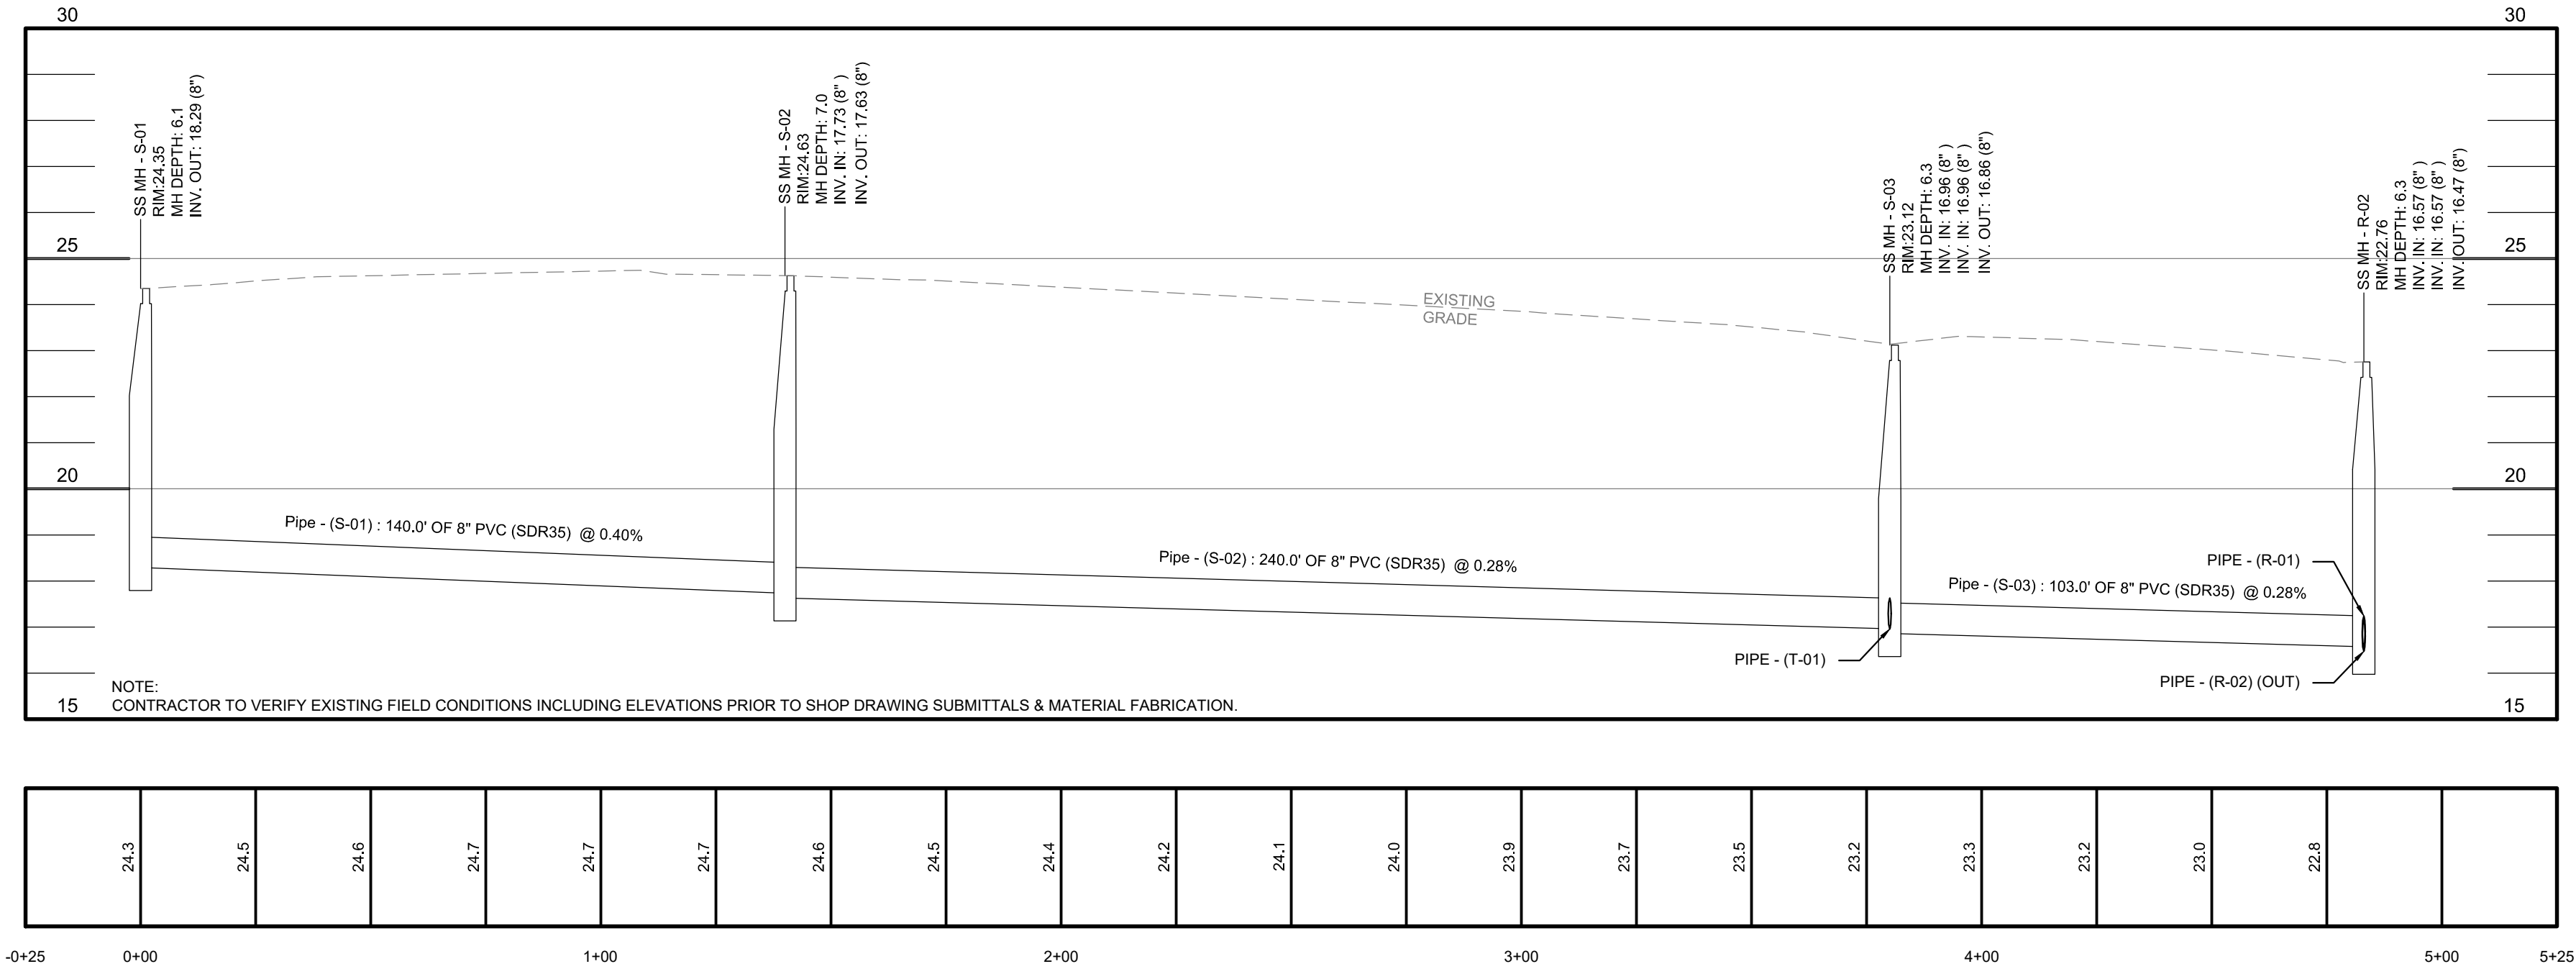 30
30
SS MH - S-01
RIM:24.35
MH DEPTH: 6.1
INV. OUT: 18.29 (8")
SS MH - S-02
RIM:24.63
MH DEPTH: 7.0
INV. IN: 17.73 (8" )
INV. OUT: 17.63 (8")
SS MH - S-03
RIM:23.12
MH DEPTH: 6.3
INV. IN: 16.96 (8" )
INV. IN: 16.96 (8" )
INV. OUT: 16.86 (8")
SS MH - R-02
RIM:22.76
MH DEPTH: 6.3
INV. IN: 16.57 (8" )
INV. IN: 16.57 (8" )
INV. OUT: 16.47 (8")
25
25
EXISTING
GRADE
20
20
Pipe - (S-01) : 140.0' OF 8" PVC (SDR35) @ 0.40%
Pipe - (S-02) : 240.0' OF 8" PVC (SDR35) @ 0.28%
PIPE - (R-01)
Pipe - (S-03) : 103.0' OF 8" PVC (SDR35) @ 0.28%
PIPE - (T-01)
PIPE - (R-02) (OUT)
NOTE:
CONTRACTOR TO VERIFY EXISTING FIELD CONDITIONS INCLUDING ELEVATIONS PRIOR TO SHOP DRAWING SUBMITTALS & MATERIAL FABRICATION.
15
15
24.3
24.5
24.6
24.7
24.7
24.7
24.6
24.5
24.4
24.2
24.1
24.0
23.9
23.7
23.5
23.2
23.3
23.2
23.0
22.8
-0+25
0+00
1+00
2+00
3+00
4+00
5+00
5+25